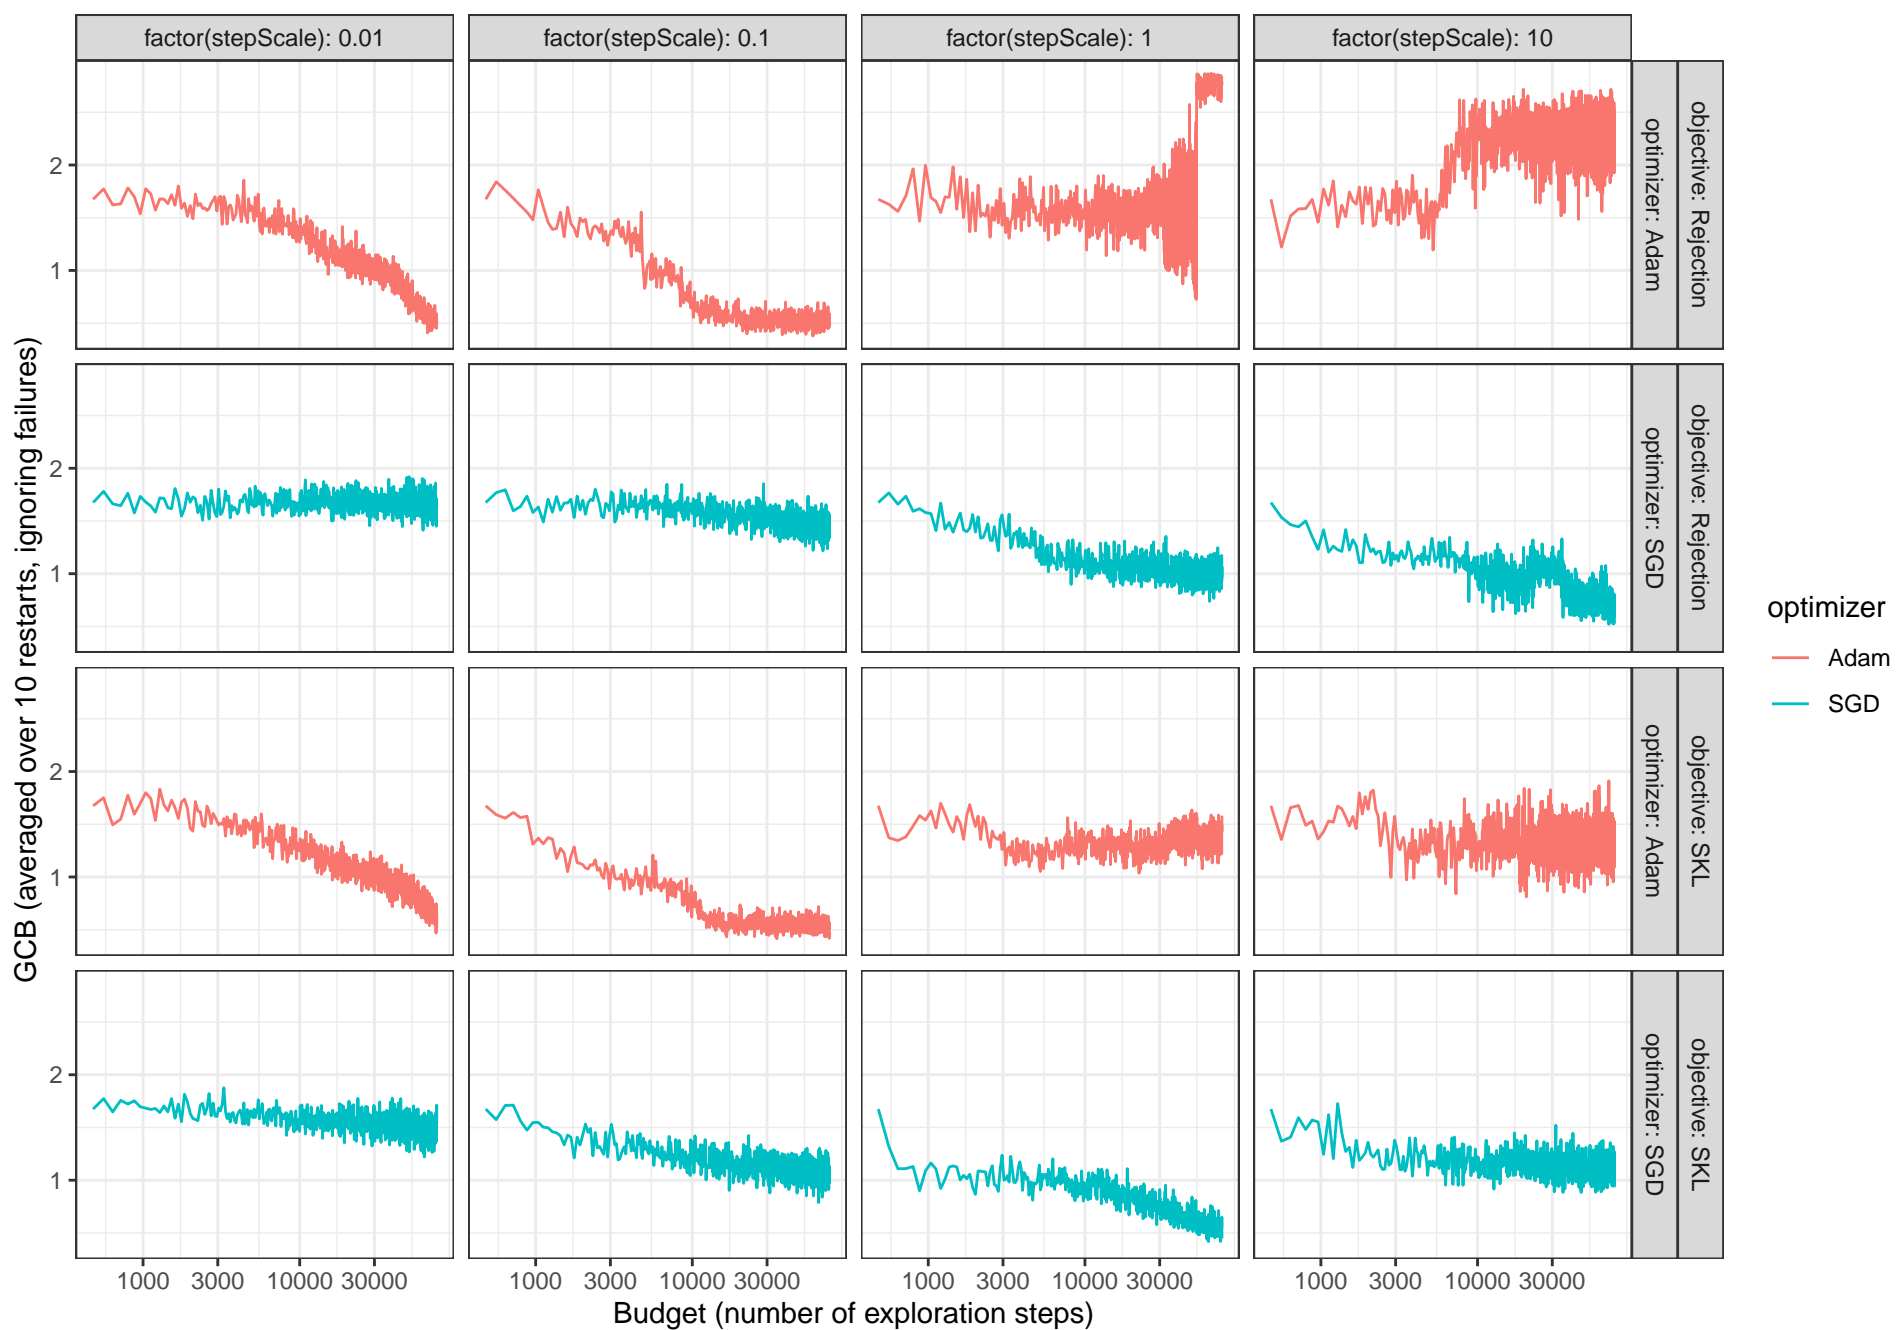 factor(stepScale): 0.01
factor(stepScale): 0.1
factor(stepScale): 1
factor(stepScale): 10
GCB (averaged over 10 restarts, ignoring failures)
2
1
objective: Rejection
optimizer: Adam
2
1
objective: Rejection
optimizer: SGD
2
1
objective: SKL
optimizer: Adam
2
1
objective: SKL
optimizer: SGD
1000 3000 10000 30000
1000 3000 10000 30000
1000 3000 10000 30000
1000 3000 10000 30000
Budget (number of exploration steps)
optimizer
Adam
SGD